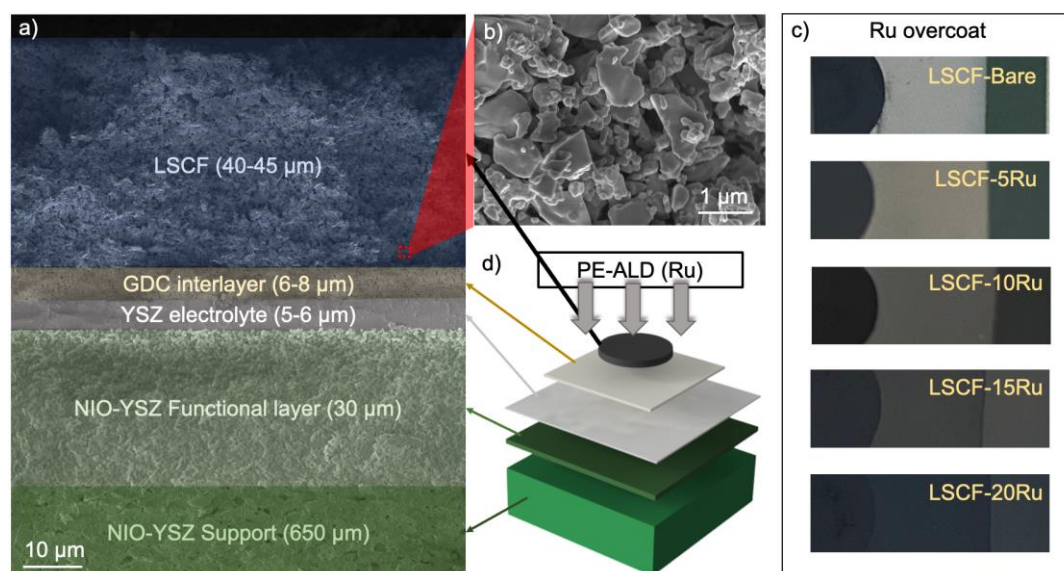 a)
LSCF (40-45 µm)
GDC interlayer (6-8 µm)
YSZ electrolyte (5-6 µm)
NIO-YSZ Functional layer (30 µm)
NIO-YSZ Support (650 µm)
10 µm
b)
1 µm
c)
Ru overcoat
LSCF-Bare
LSCF-5Ru
LSCF-10Ru
LSCF-15Ru
LSCF-20Ru
d)
PE-ALD (Ru)